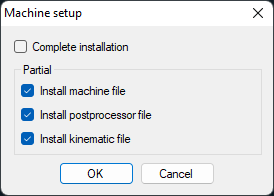 Machine setup
Complete installation
Partial
Install machine file
Install postprocessor file
Install kinematic file
OK Cancel